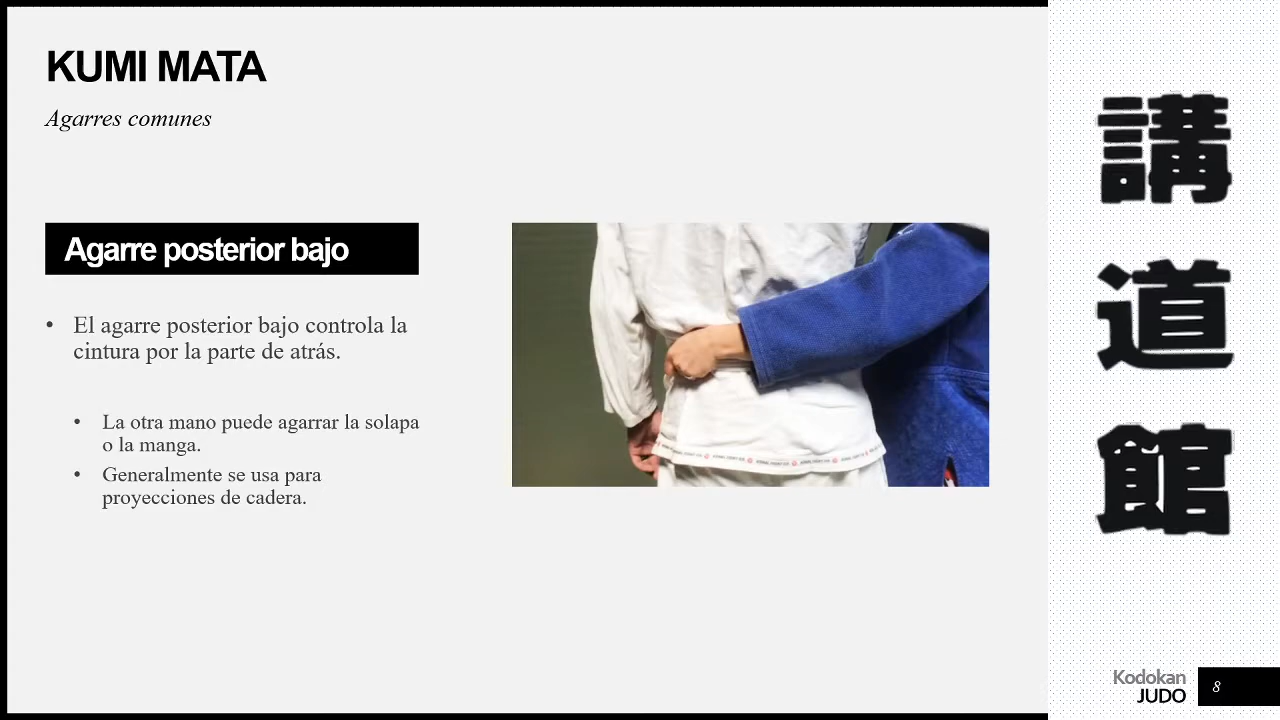 KUMI MATA
Agarres comunes
Agarre posterior bajo
• El agarre posterior bajo controla la
cintura por la parte de atrás.
• La otra mano puede agarrar la solapa
o la manga.
• Generalmente se usa para
proyecciones de cadera.
講
道
館
Kodokan
JUDO
8